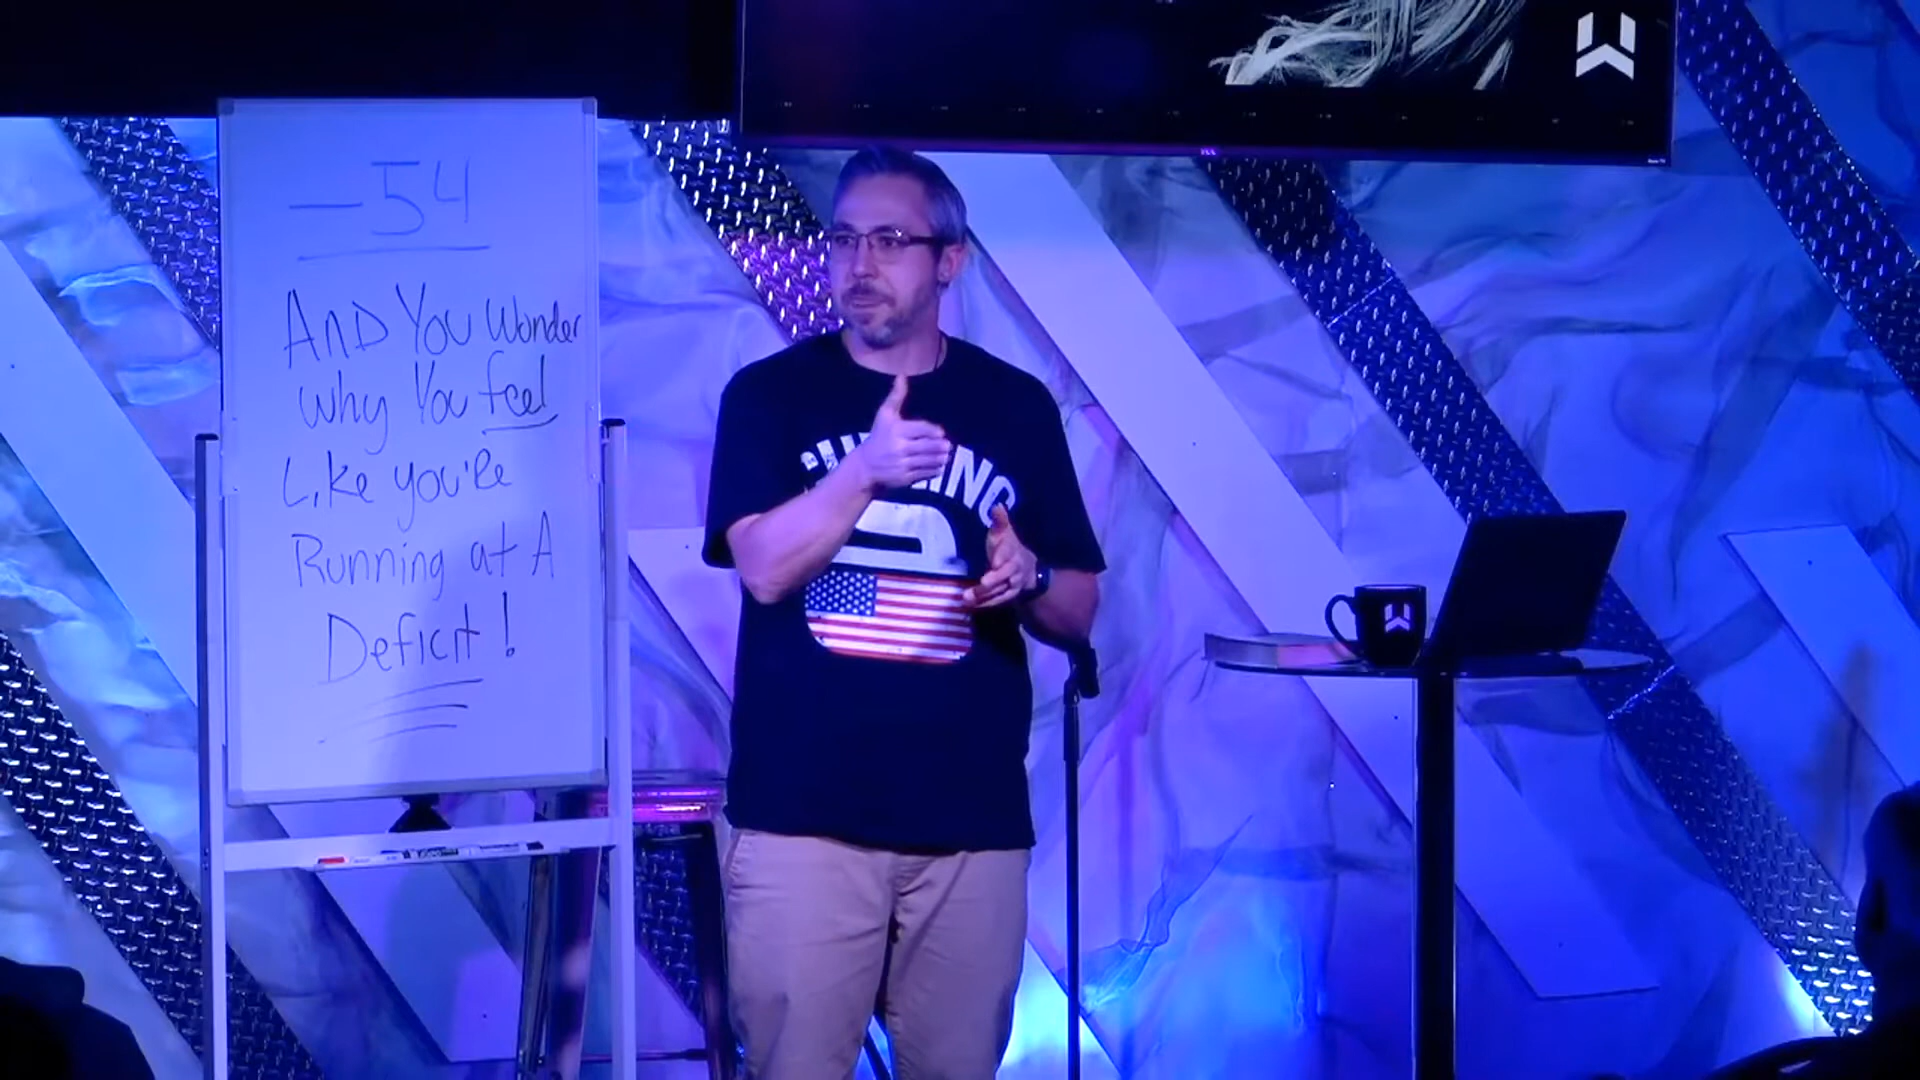 -54
AND You Wonder
why You feel
Like you're
Running at A
Deficit!